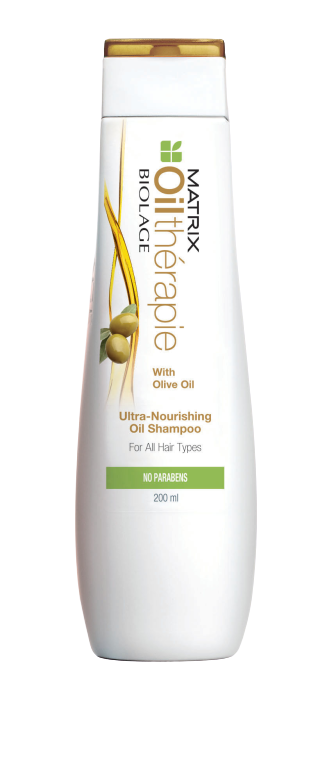 MATRIX
BIOLAGE
Oilthérapie
With
Olive Oil
Ultra-Nourishing
Oil Shampoo
For All Hair Types
NO PARABENS
200 ml